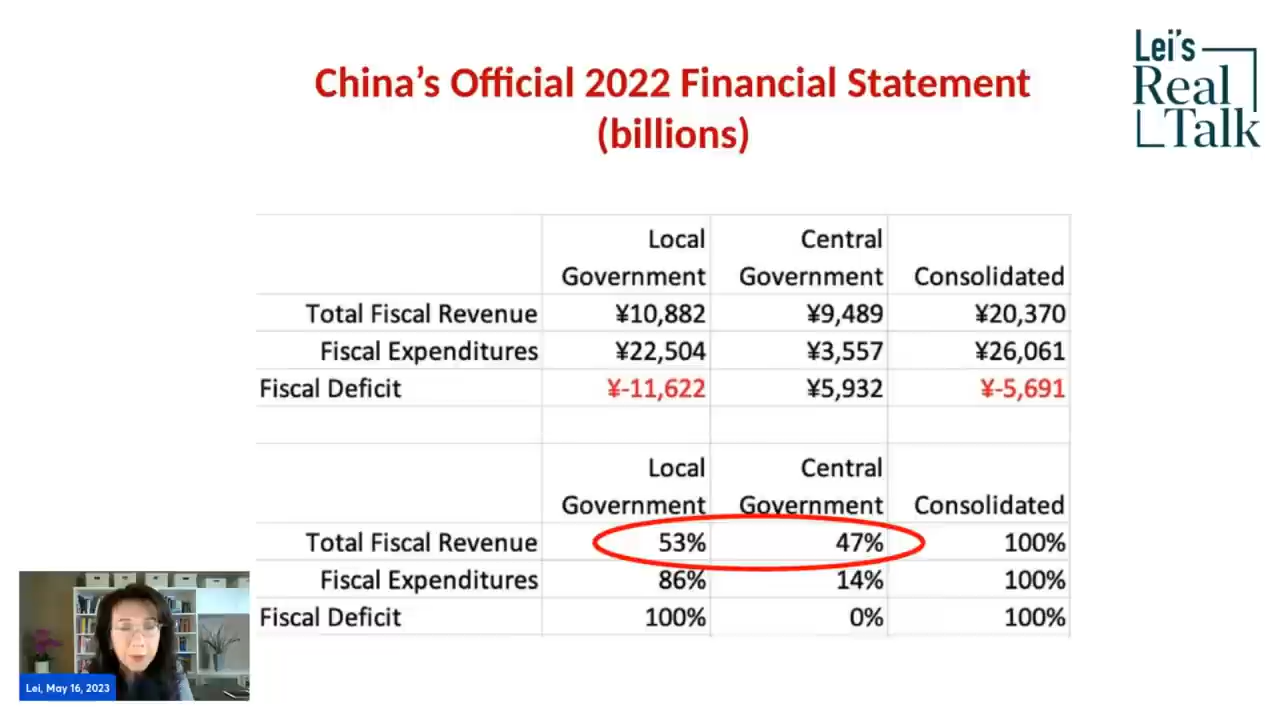 Lei's
Real
Talk
China's Official 2022 Financial Statement
(billions)
Local Government Central Government Consolidated
Total Fiscal Revenue ¥10,882 ¥9,489 ¥20,370
Fiscal Expenditures ¥22,504 ¥3,557 ¥26,061
Fiscal Deficit ¥-11,622 ¥5,932 ¥-5,691
Local Government Central Government Consolidated
Total Fiscal Revenue 53% 47% 100%
Fiscal Expenditures 86% 14% 100%
Fiscal Deficit 100% 0% 100%
Lei, May 16, 2023